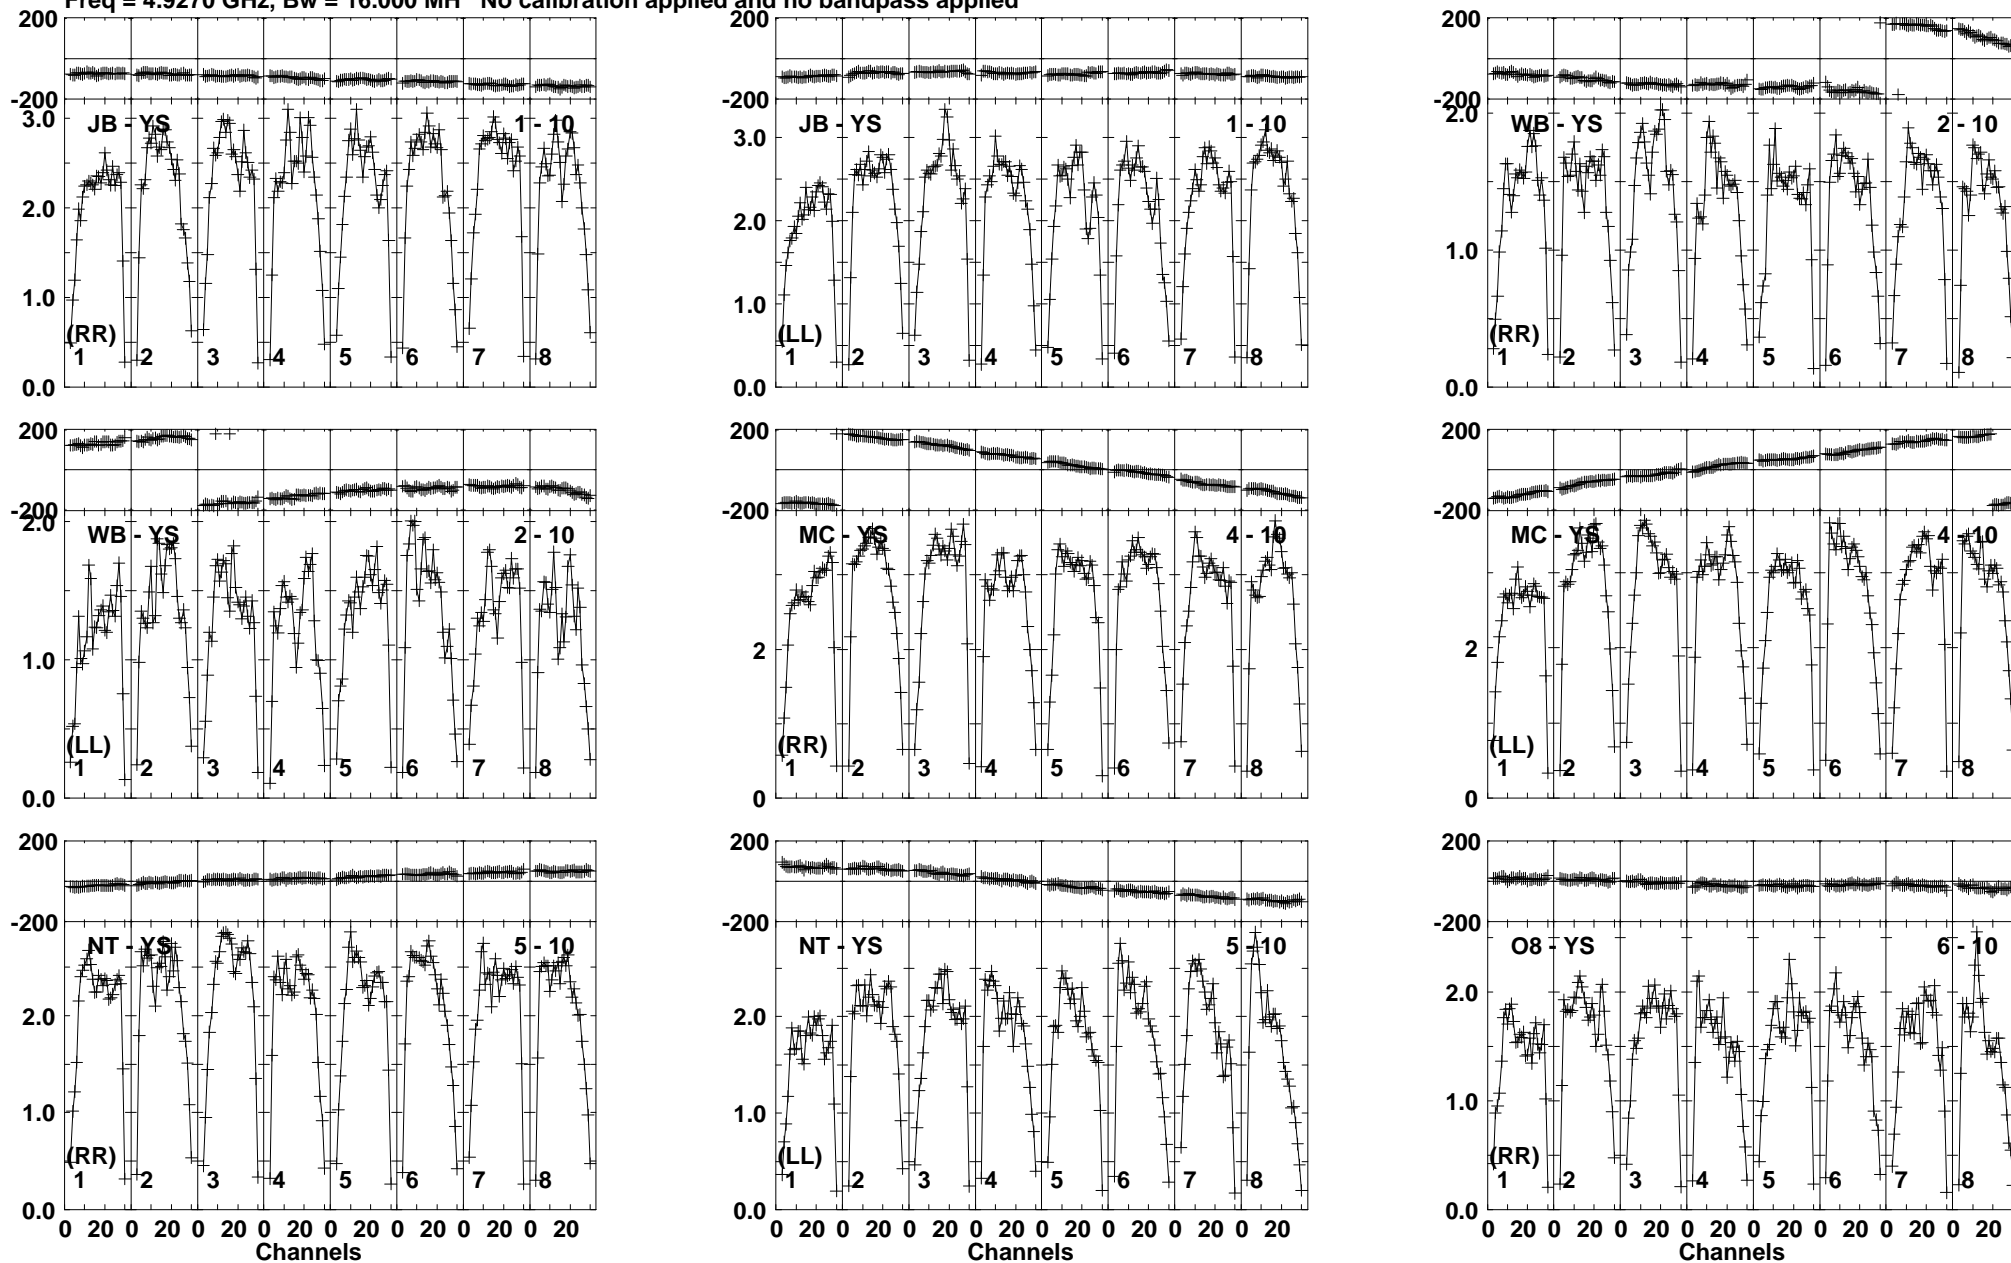 Freq = 4.9270 GHz, Bw = 16.000 MH No calibration applied and no bandpass applied
200 200 200
-200 -200 -200
3.0 JB - YS 1 - 10
3.0 JB - YS 1 - 10
2.0 WB - YS 2 - 10
2.0 2.0
1.0 1.0 1.0
(RR) (LL) (RR)
1 2 3 4 5 6 7 8
1 2 3 4 5 6 7 8
1 2 3 4 5 6 7 8
0.0 0.0 0.0
200 200 200
-200 -200 -200
2.0 WB - YS 2 - 10
MC - YS 4 - 10
MC - YS 4 - 10
1.0 2 2
(LL) (RR) (LL)
1 2 3 4 5 6 7 8
1 2 3 4 5 6 7 8
1 2 3 4 5 6 7 8
0.0 0 0
200 200 200
-200 -200 -200
NT - YS 5 - 10
NT - YS 5 - 10
O8 - YS 6 - 10
2.0 2.0 2.0
1.0 1.0 1.0
(RR) (LL) (RR)
1 2 3 4 5 6 7 8
1 2 3 4 5 6 7 8
1 2 3 4 5 6 7 8
0.0 0.0 0.0
0 20 0 20 0 20 0 20 0 20 0 20 0 20 0 20
0 20 0 20 0 20 0 20 0 20 0 20 0 20 0 20
0 20 0 20 0 20 0 20 0 20 0 20 0 20 0 20
Channels Channels